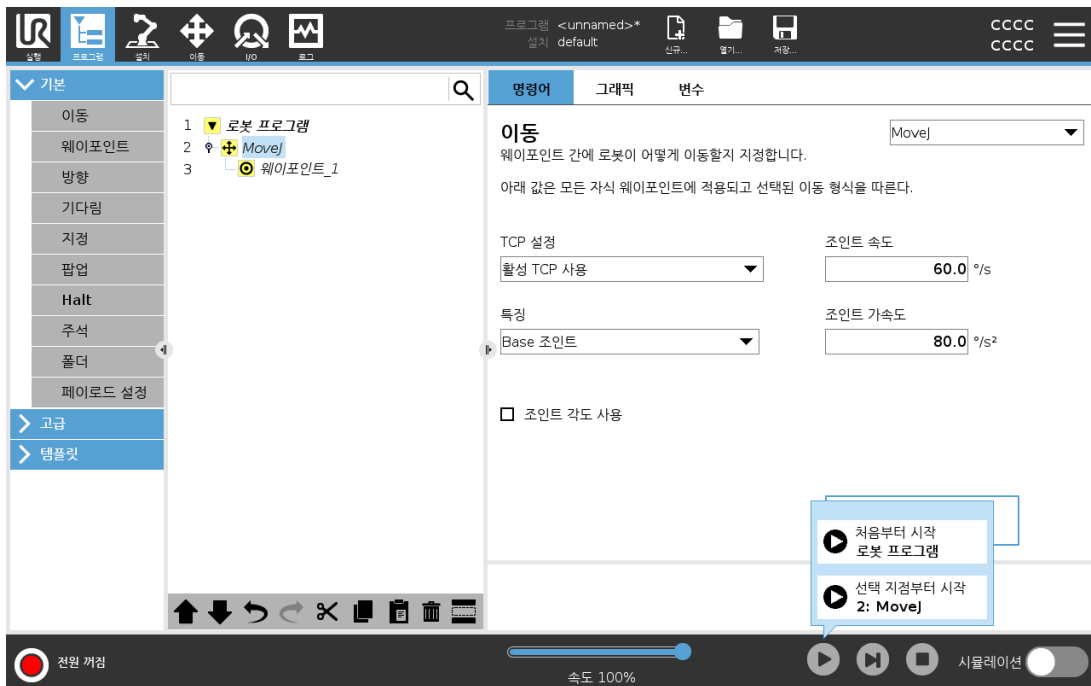 UR
실행
프로그램
설치
이동
I/O
로그
프로그램 <unnamed>*
설치 default
신규...
열기...
저장...
CCCC
CCCC
기본
이동
웨이포인트
방향
기다림
지정
팝업
Halt
주석
폴더
페이로드 설정
고급
템플릿
1 로봇 프로그램
2 MoveJ
3 웨이포인트_1
명령어 그래픽 변수
이동
MoveJ
웨이포인트 간에 로봇이 어떻게 이동할지 지정합니다.
아래 값은 모든 자식 웨이포인트에 적용되고 선택된 이동 형식을 따른다.
TCP 설정
조인트 속도
활성 TCP 사용
60.0 °/s
특징
조인트 가속도
Base 조인트
80.0 °/s²
조인트 각도 사용
처음부터 시작
로봇 프로그램
선택 지점부터 시작
2: MoveJ
전원 꺼짐
속도 100%
시뮬레이션